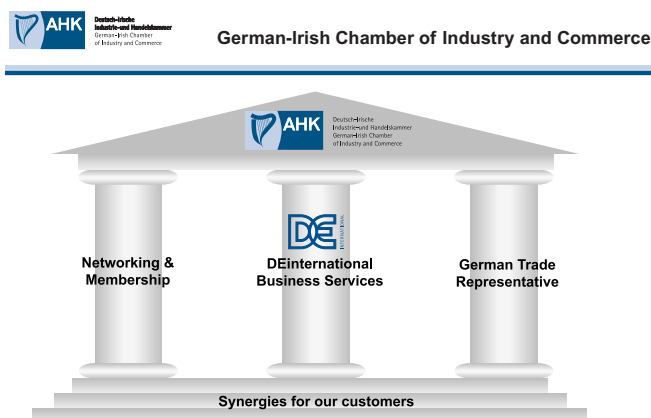 AHK
Deutsch-Irische
Industrie-und Handelskammer
German-Irish Chamber
of Industry and Commerce
German-Irish Chamber of Industry and Commerce
AHK
Deutsch-Irische
Industrie-und Handelskammer
German-Irish Chamber
of Industry and Commerce
DE
INTERNATIONAL
Networking &
Membership
DEinternational
Business Services
German Trade
Representative
Synergies for our customers